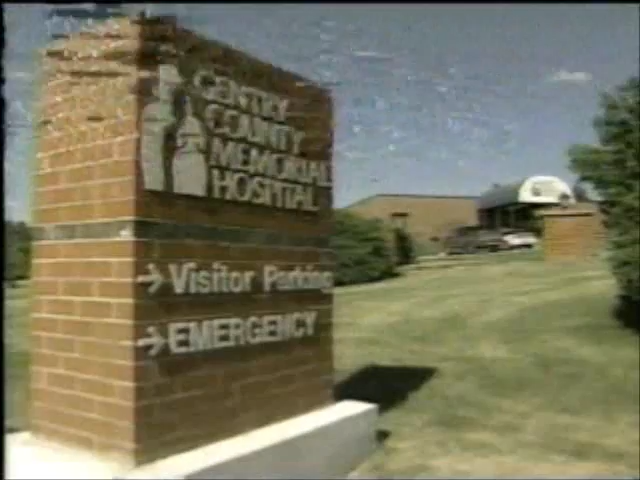 GENTRY
COUNTY
MEMORIAL
HOSPITAL
→ Visitor Parking
→ EMERGENCY